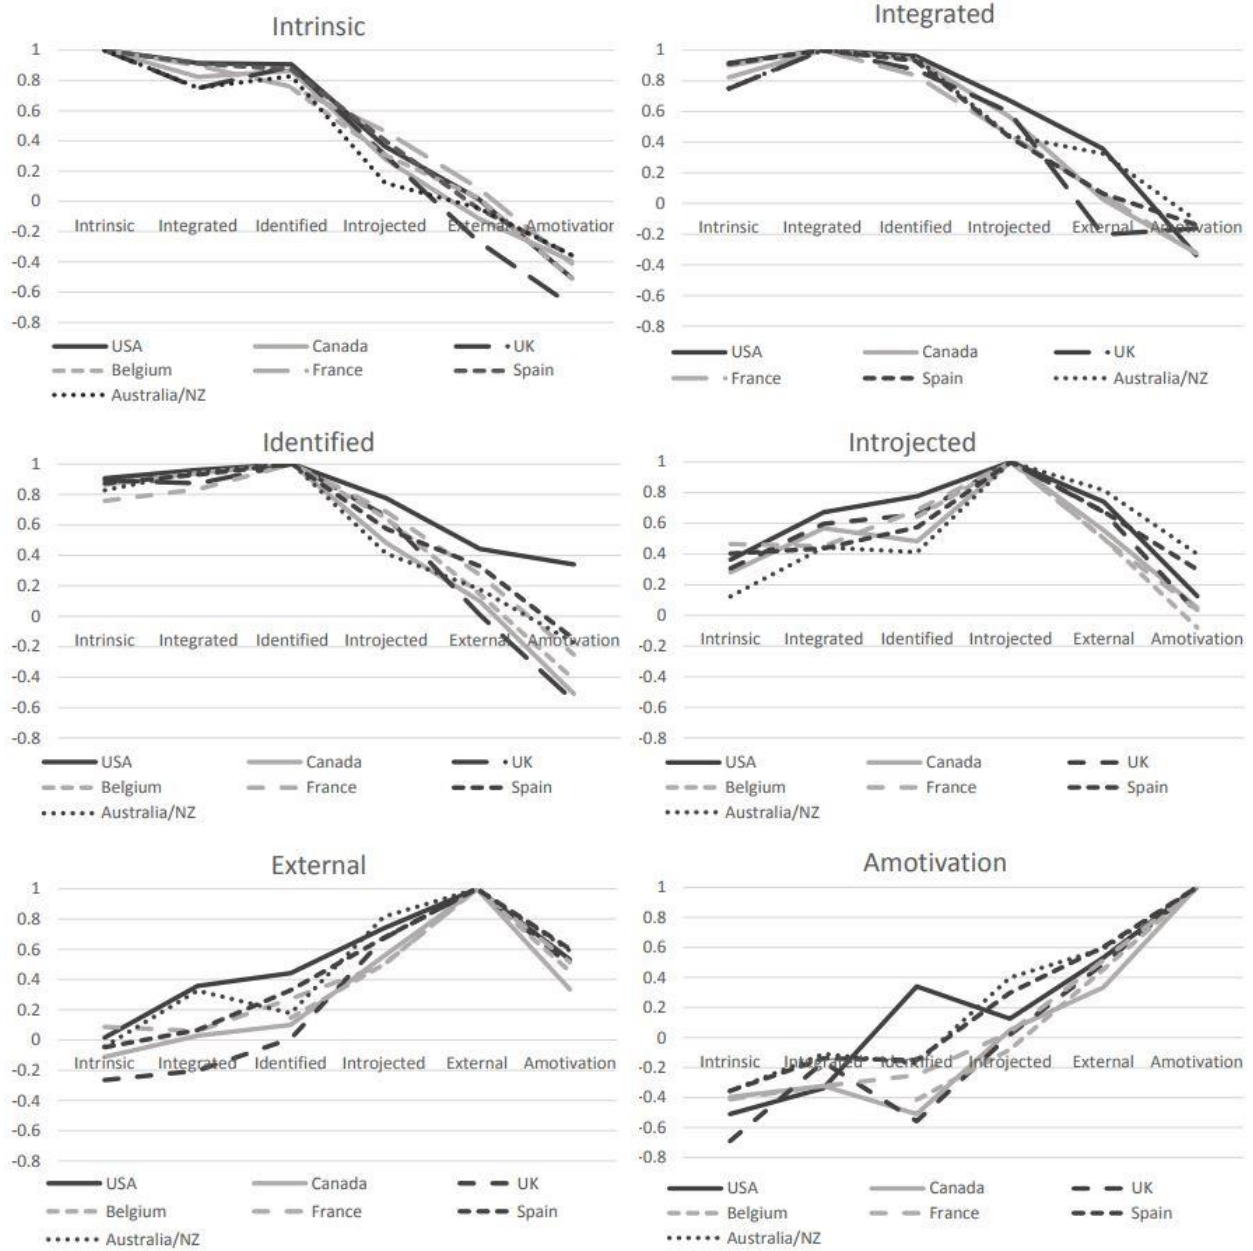 Intrinsic
1
0.8
0.6
0.4
0.2
0
Intrinsic Integrated Identified Introjected External Amotivation
-0.2
-0.4
-0.6
-0.8
USA Canada UK
Belgium France Spain
Australia/NZ
Integrated
1
0.8
0.6
0.4
0.2
0
Intrinsic Integrated Identified Introjected External Amotivation
-0.2
-0.4
-0.6
-0.8
USA Canada UK
France Spain Australia/NZ
Identified
1
0.8
0.6
0.4
0.2
0
Intrinsic Integrated Identified Introjected External Amotivation
-0.2
-0.4
-0.6
-0.8
USA Canada UK
Belgium France Spain
Australia/NZ
Introjected
1
0.8
0.6
0.4
0.2
0
Intrinsic Integrated Identified Introjected External Amotivation
-0.2
-0.4
-0.6
-0.8
USA Canada UK
Belgium France Spain
Australia/NZ
External
1
0.8
0.6
0.4
0.2
0
Intrinsic Integrated Identified Introjected External Amotivation
-0.2
-0.4
-0.6
-0.8
USA Canada UK
Belgium France Spain
Australia/NZ
Amotivation
1
0.8
0.6
0.4
0.2
0
Intrinsic Integrated Identified Introjected External Amotivation
-0.2
-0.4
-0.6
-0.8
USA Canada UK
Belgium France Spain
Australia/NZ